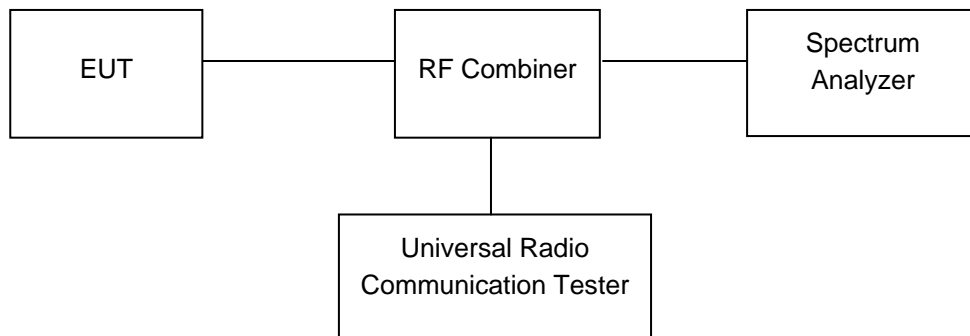 EUT
RF Combiner
Spectrum
Analyzer
Universal Radio
Communication Tester